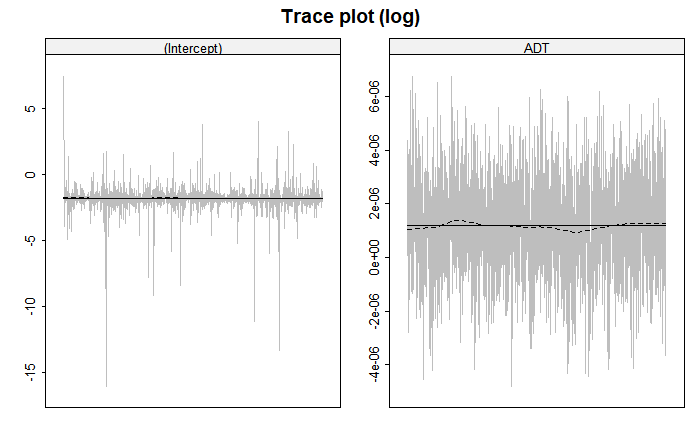 Trace plot (log)
(Intercept)
ADT
5
0
-5
-10
-15
6e-06
4e-06
2e-06
0e+00
-2e-06
-4e-06